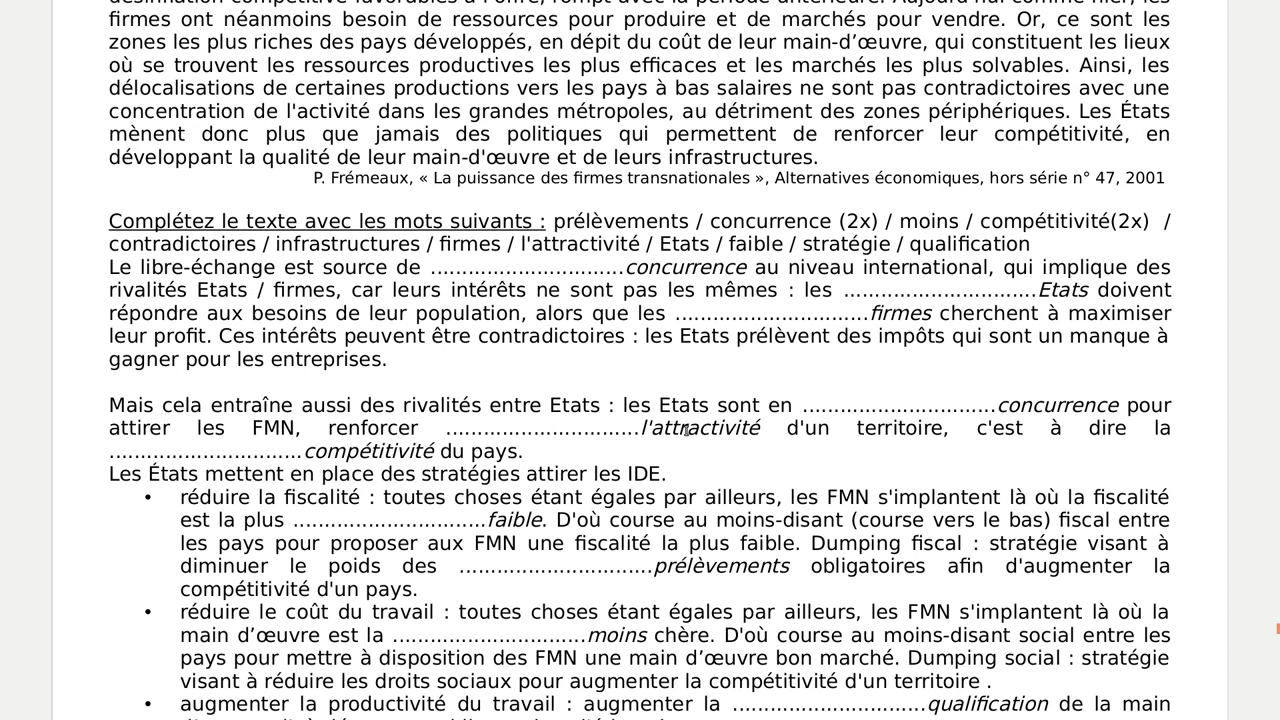 firmes ont néanmoins besoin de ressources pour produire et de marchés pour vendre. Or, ce sont les
zones les plus riches des pays développés, en dépit du coût de leur main-d’œuvre, qui constituent les lieux
où se trouvent les ressources productives les plus efficaces et les marchés les plus solvables. Ainsi, les
délocalisations de certaines productions vers les pays à bas salaires ne sont pas contradictoires avec une
concentration de l'activité dans les grandes métropoles, au détriment des zones périphériques. Les États
mènent donc plus que jamais des politiques qui permettent de renforcer leur compétitivité, en
développant la qualité de leur main-d'œuvre et de leurs infrastructures.
P. Frémeaux, « La puissance des firmes transnationales », Alternatives économiques, hors série n° 47, 2001
Complétez le texte avec les mots suivants : prélèvements / concurrence (2x) / moins / compétitivité(2x) /
contradictoires / infrastructures / firmes / l'attractivité / Etats / faible / stratégie / qualification
Le libre-échange est source de ..............................concurrence au niveau international, qui implique des
rivalités Etats / firmes, car leurs intérêts ne sont pas les mêmes : les ..............................Etats doivent
répondre aux besoins de leur population, alors que les ..............................firmes cherchent à maximiser
leur profit. Ces intérêts peuvent être contradictoires : les Etats prélèvent des impôts qui sont un manque à
gagner pour les entreprises.
Mais cela entraîne aussi des rivalités entre Etats : les Etats sont en ..............................concurrence pour
attirer les FMN, renforcer ..............................l'attractivité d'un territoire, c'est à dire la
..............................compétitivité du pays.
Les États mettent en place des stratégies attirer les IDE.
• réduire la fiscalité : toutes choses étant égales par ailleurs, les FMN s'implantent là où la fiscalité
est la plus ..............................faible. D'où course au moins-disant (course vers le bas) fiscal entre
les pays pour proposer aux FMN une fiscalité la plus faible. Dumping fiscal : stratégie visant à
diminuer le poids des ..............................prélèvements obligatoires afin d'augmenter la
compétitivité d'un pays.
• réduire le coût du travail : toutes choses étant égales par ailleurs, les FMN s'implantent là où la
main d’œuvre est la ..............................moins chère. D'où course au moins-disant social entre les
pays pour mettre à disposition des FMN une main d’œuvre bon marché. Dumping social : stratégie
visant à réduire les droits sociaux pour augmenter la compétitivité d'un territoire .
• augmenter la productivité du travail : augmenter la ..............................qualification de la main